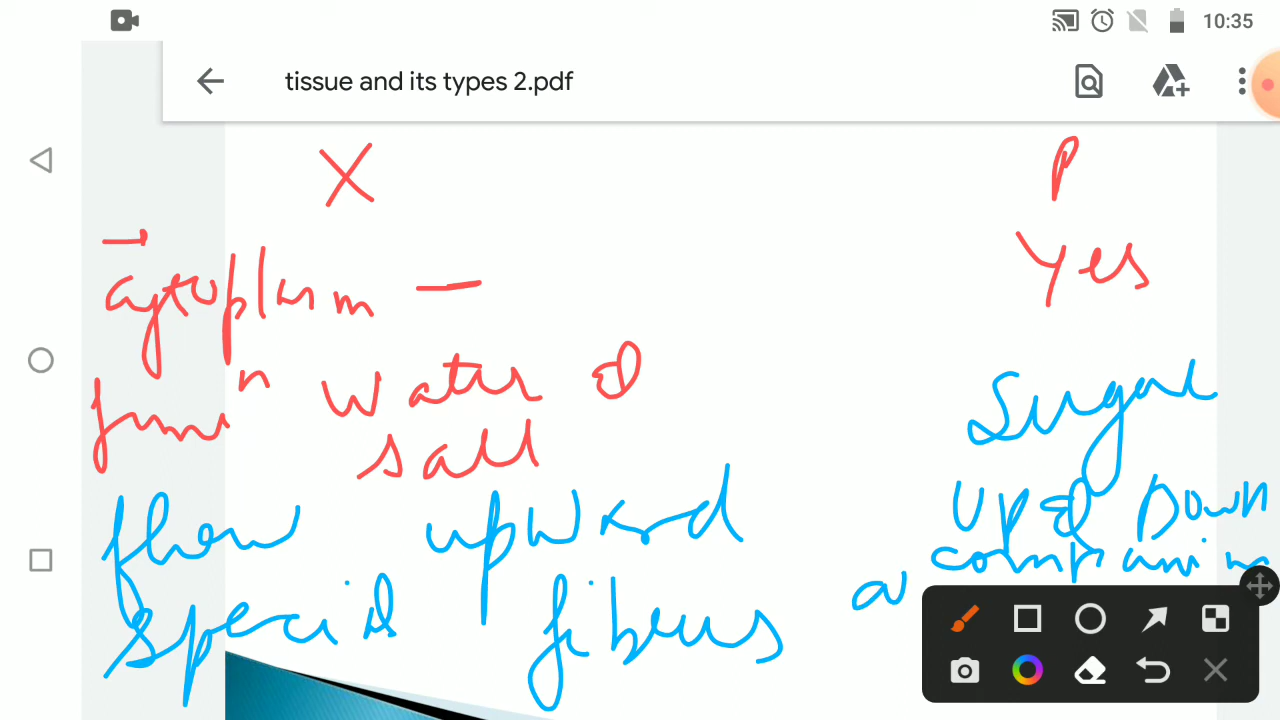 10:35
tissue and its types 2.pdf
X P
cytoplasm — Yes
funⁿ water & salt Sugar
flow upward Up & Down
special fibers companion